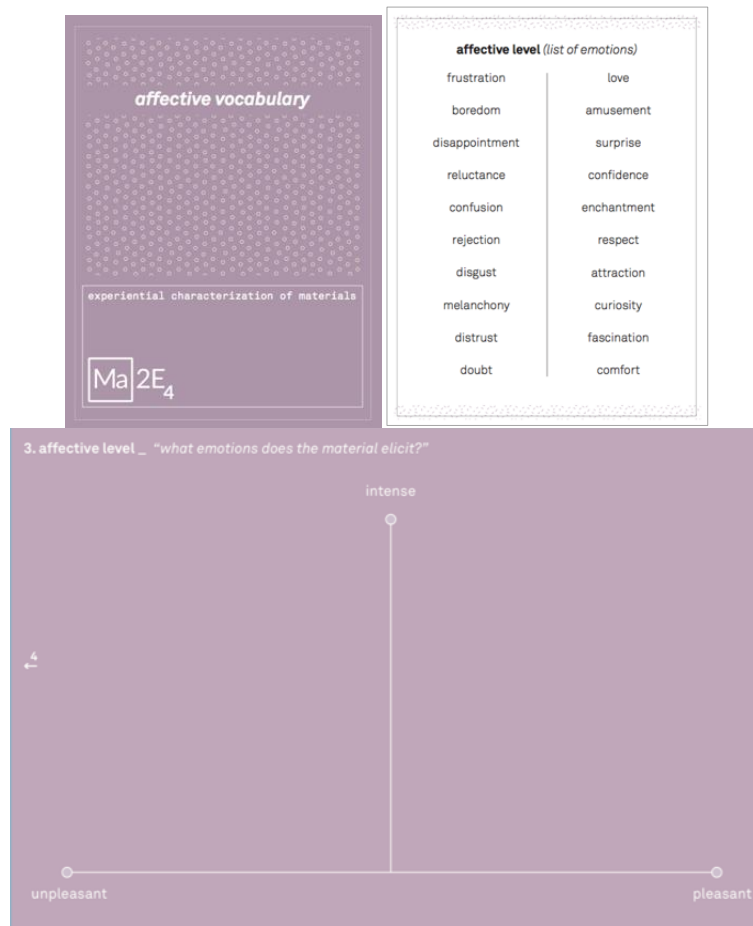 affective vocabulary
experiential characterization of materials
Ma2E4
affective level (list of emotions)
frustration love
boredom amusement
disappointment surprise
reluctance confidence
confusion enchantment
rejection respect
disgust attraction
melanchony curiosity
distrust fascination
doubt comfort
3. affective level _ “what emotions does the material elicit?”
intense
4
←
unpleasant pleasant